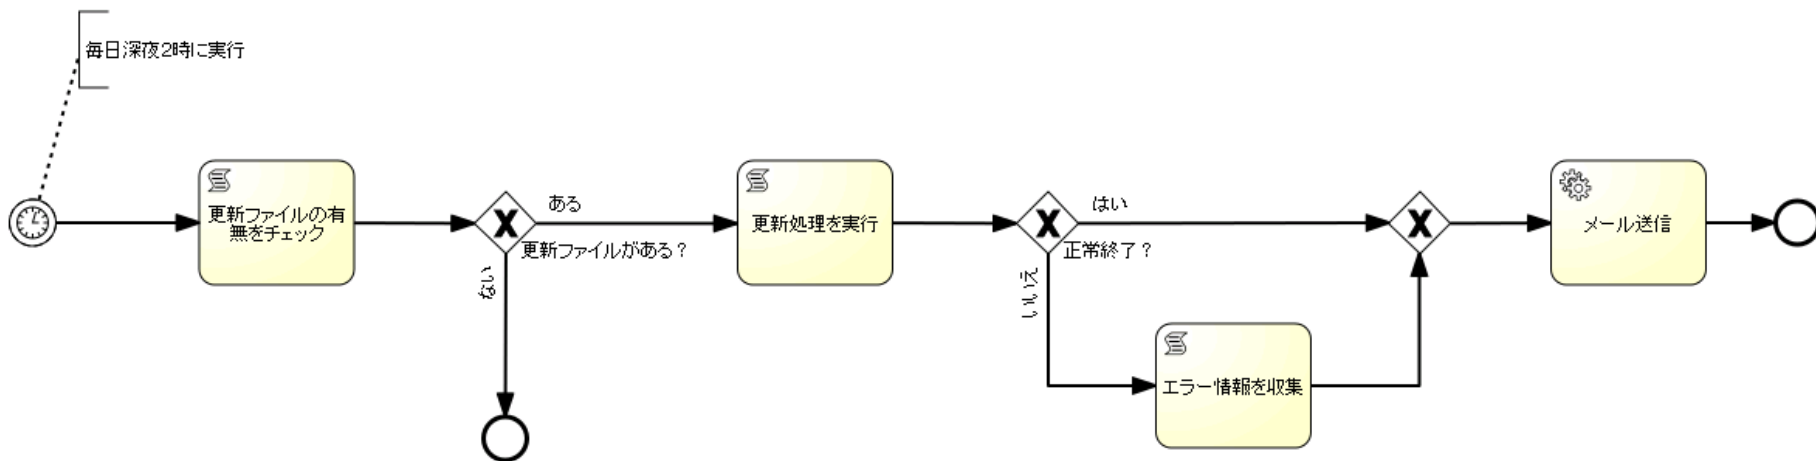 毎日深夜2時に実行
更新ファイルの有
無をチェック
ある
更新ファイルがある?
ない
更新処理を実行
はい
正常終了?
いいえ
エラー情報を収集
メール送信